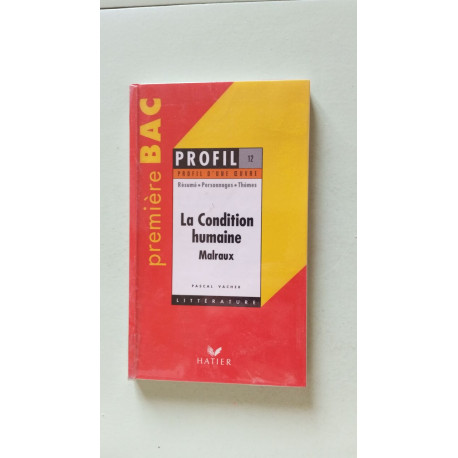 première BAC
PROFIL 12
PROFIL D'UNE ŒUVRE
Résumé • Personnages • Thèmes
La Condition
humaine
Malraux
PASCAL VACHER
LITTÉRATURE
HATIER